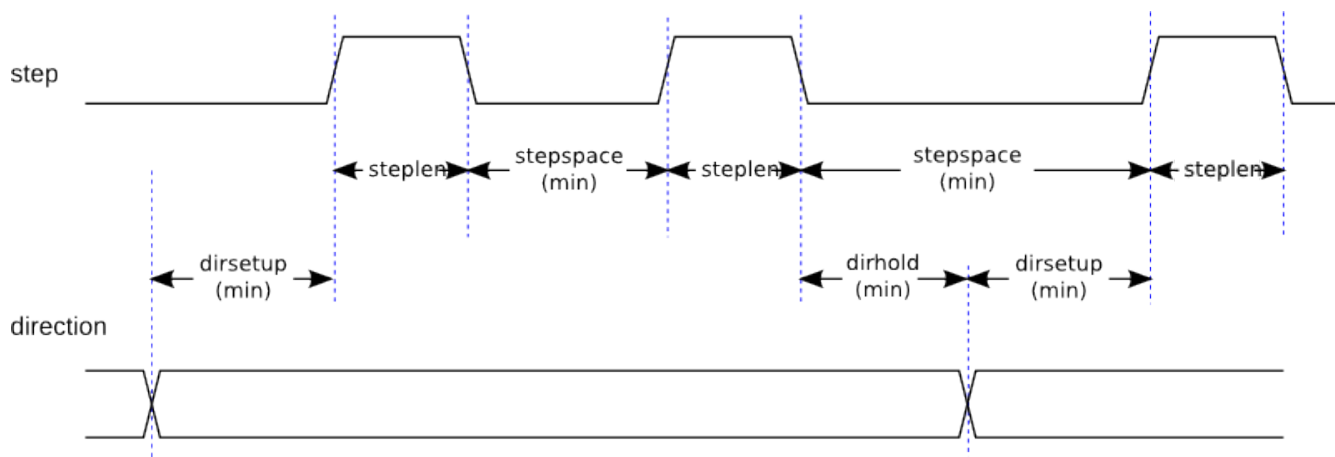 step
steplen
stepspace
(min)
steplen
stepspace
(min)
steplen
dirsetup
(min)
dirhold
(min)
dirsetup
(min)
direction